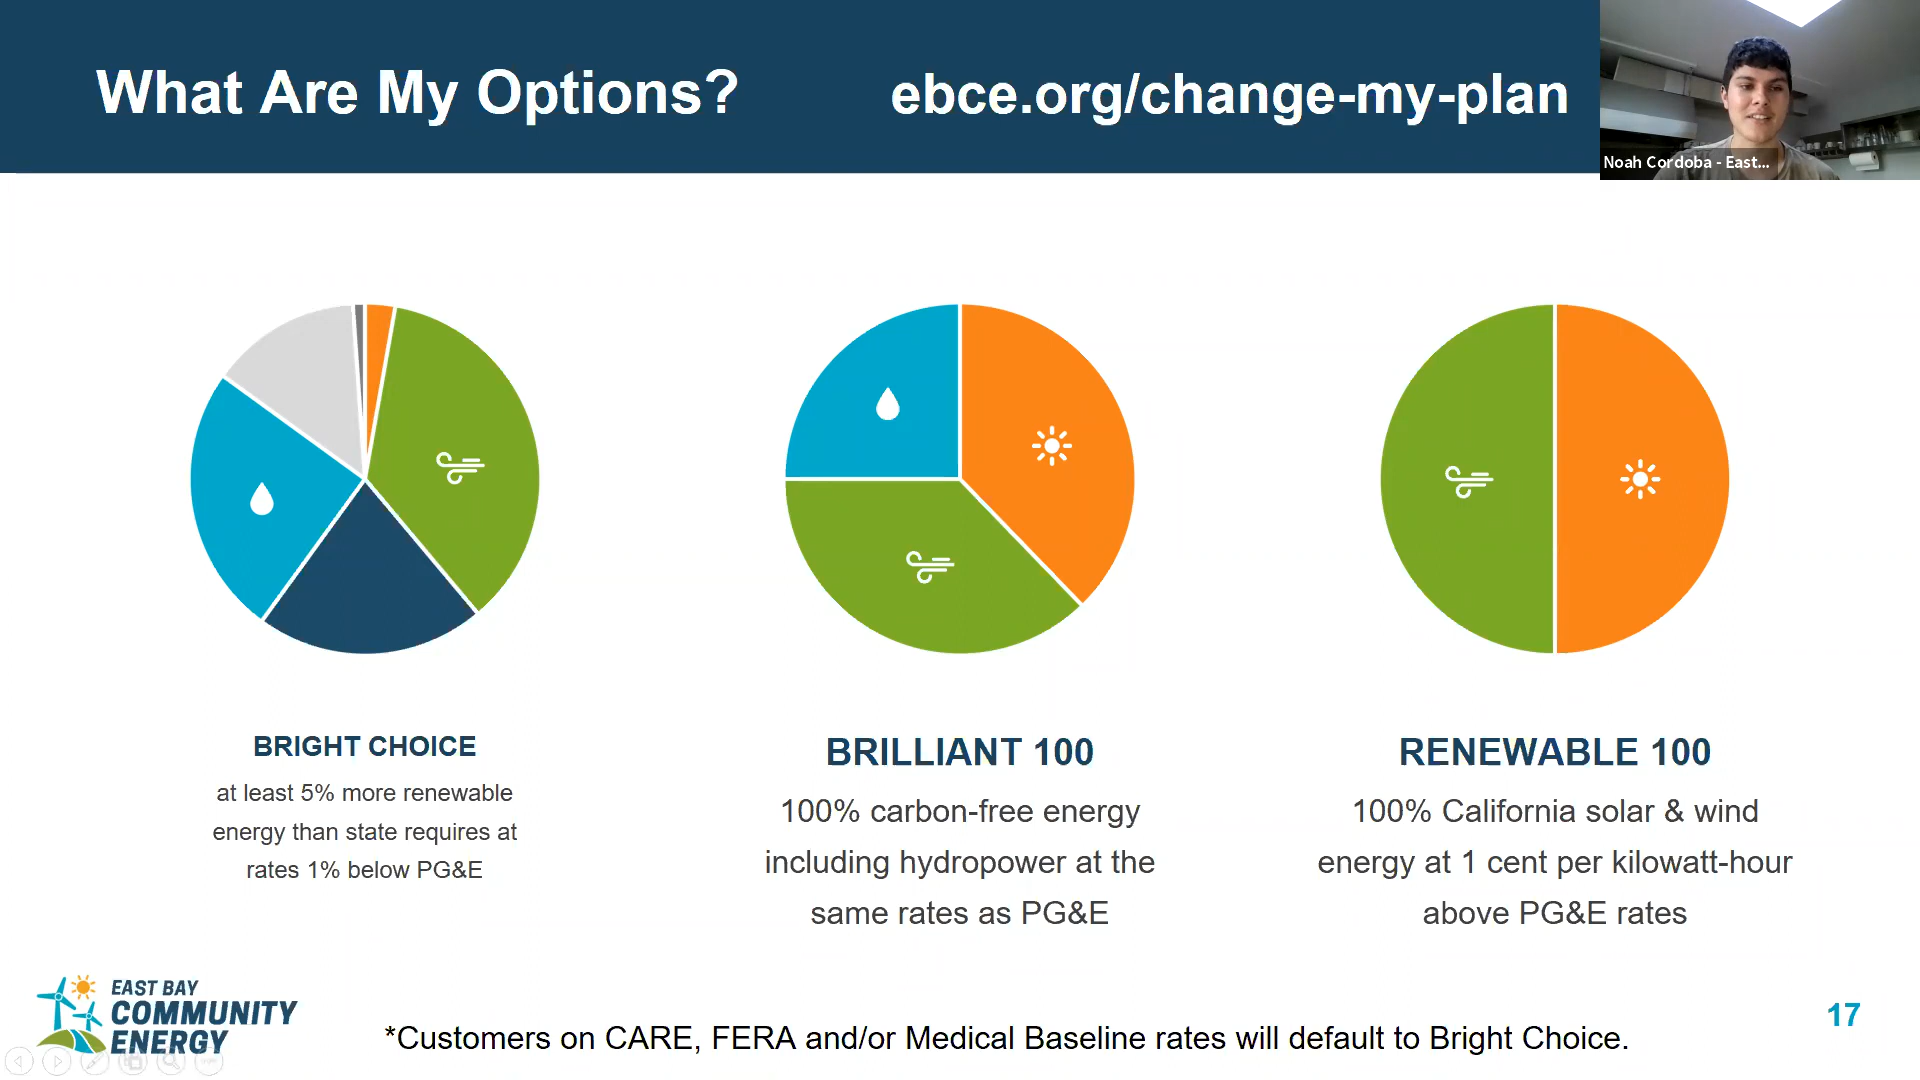 What Are My Options?
ebce.org/change-my-plan
Noah Cordoba - East...
BRIGHT CHOICE
at least 5% more renewable
energy than state requires at
rates 1% below PG&E
BRILLIANT 100
100% carbon-free energy
including hydropower at the
same rates as PG&E
RENEWABLE 100
100% California solar & wind
energy at 1 cent per kilowatt-hour
above PG&E rates
EAST BAY
COMMUNITY
ENERGY
*Customers on CARE, FERA and/or Medical Baseline rates will default to Bright Choice.
17